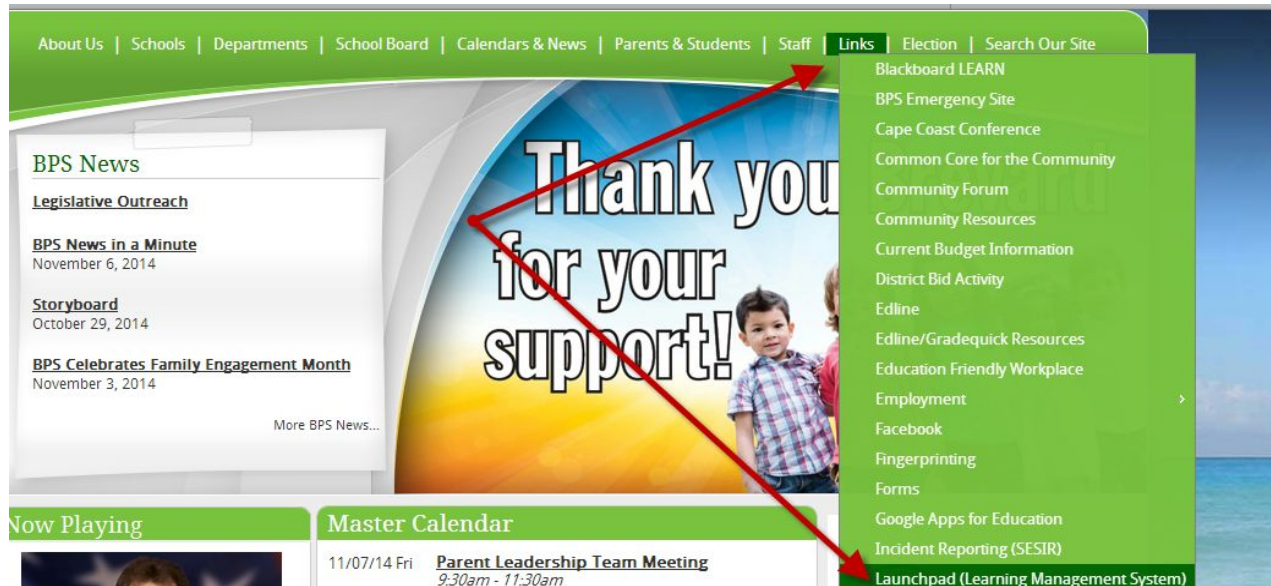 About Us | Schools | Departments | School Board | Calendars & News | Parents & Students | Staff | Links | Election | Search Our Site
Blackboard LEARN
BPS Emergency Site
Cape Coast Conference
Common Core for the Community
Community Forum
Community Resources
Current Budget Information
District Bid Activity
Edline
Edline/Gradequick Resources
Education Friendly Workplace
Employment
Facebook
Fingerprinting
Forms
Google Apps for Education
Incident Reporting (SESIR)
Launchpad (Learning Management System)
BPS News
Legislative Outreach
BPS News in a Minute
November 6, 2014
Storyboard
October 29, 2014
BPS Celebrates Family Engagement Month
November 3, 2014
More BPS News...
Thank you Brevard
for your
support!
Now Playing
Master Calendar
11/07/14 Fri Parent Leadership Team Meeting
9:30am - 11:30am